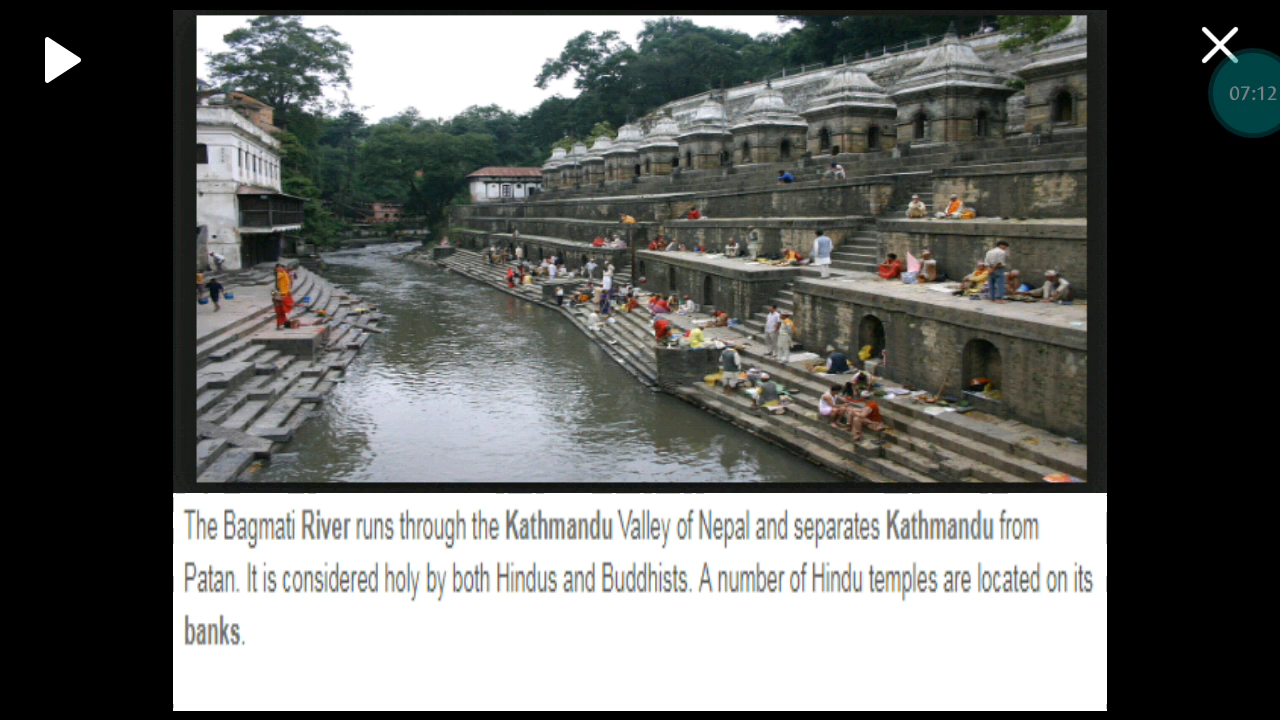 07:12
The Bagmati River runs through the Kathmandu Valley of Nepal and separates Kathmandu from
Patan. It is considered holy by both Hindus and Buddhists. A number of Hindu temples are located on its
banks.